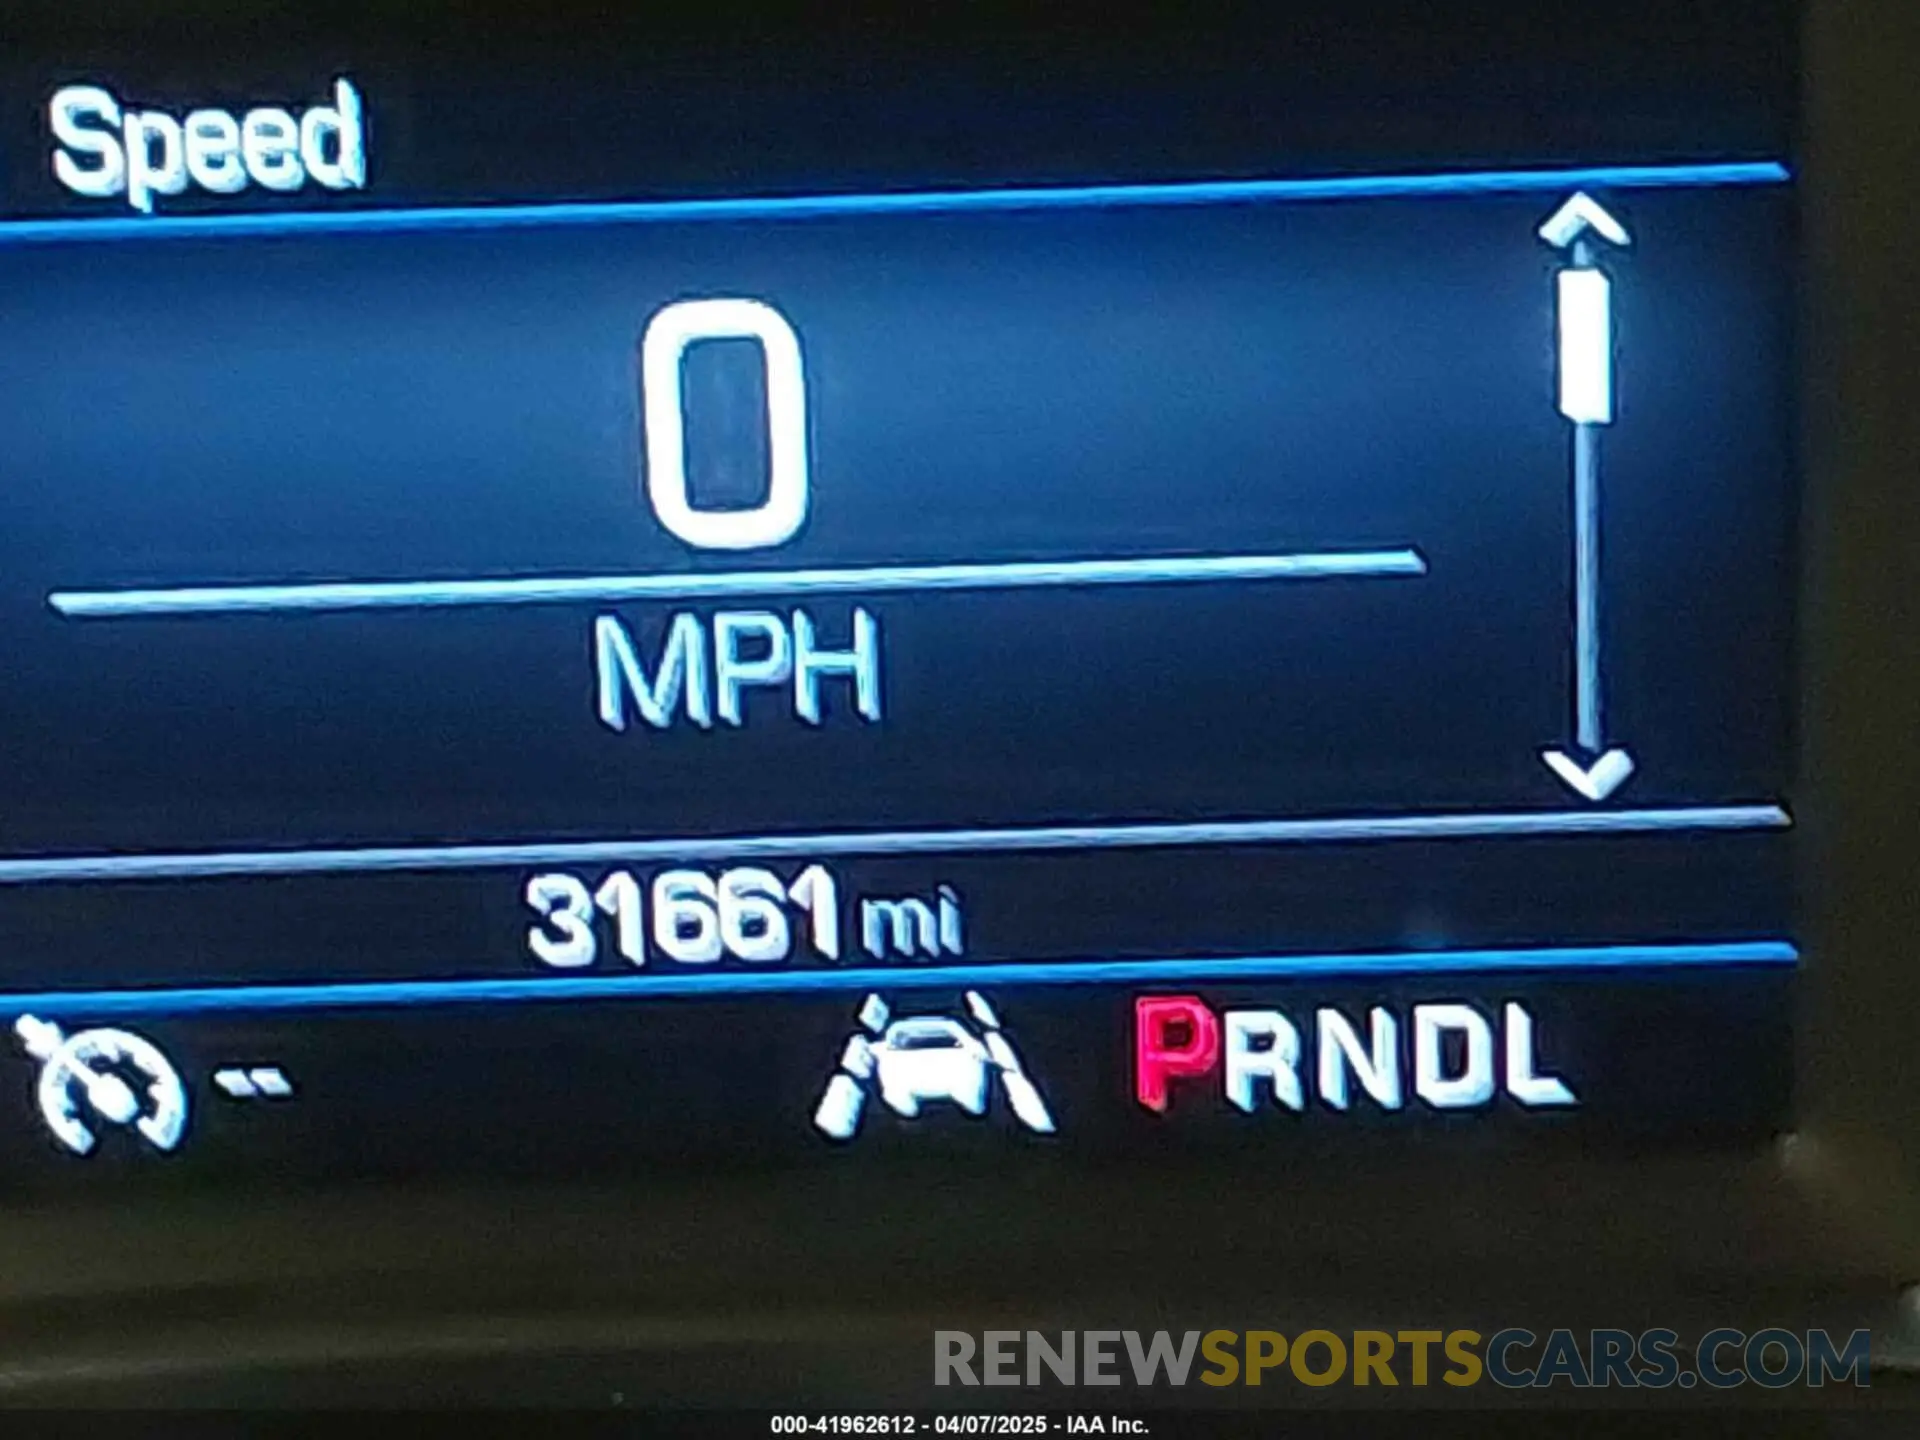 Speed
0
MPH
31661 mi
-- PRNDL
RENEWSPORTSCARS.COM
000-41962612 - 04/07/2025 - IAA Inc.